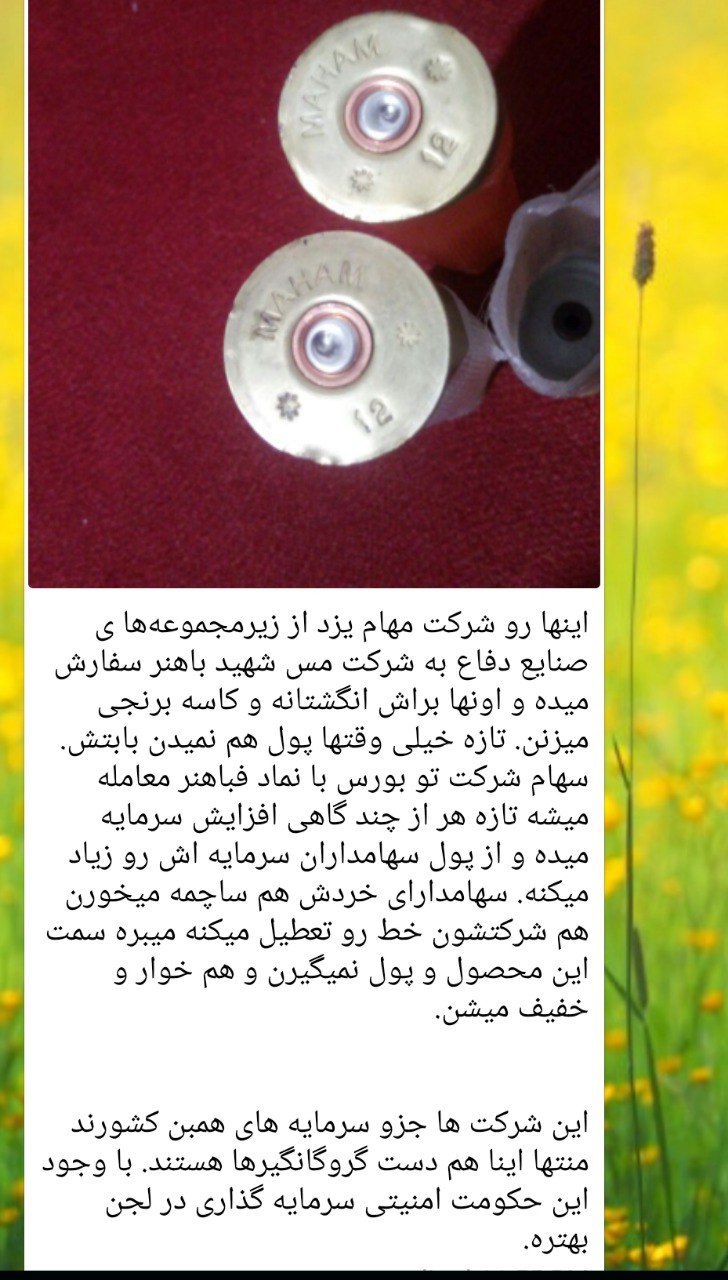 MAHAM
12
MAHAM
12
اینها رو شرکت مهام یزد از زیرمجموعه‌ها ی
صنایع دفاع به شرکت مس شهید باهنر سفارش
میده و اونها براش انگشتانه و کاسه برنجی
میزنن. تازه خیلی وقتها پول هم نمیدن بابتش.
سهام شرکت تو بورس با نماد فباهنر معامله
میشه تازه هر از چند گاهی افزایش سرمایه
میده و از پول سهامداران سرمایه اش رو زیاد
میکنه. سهامدارای خردش هم ساچمه میخورن
هم شرکتشون خط رو تعطیل میکنه میبره سمت
این محصول و پول نمیگیرن و هم خوار و
خفیف میشن.
این شرکت ها جزو سرمایه های همبن کشورند
منتها اینا هم دست گروگانگیرها هستند. با وجود
این حکومت امنیتی سرمایه گذاری در لجن
بهتره.